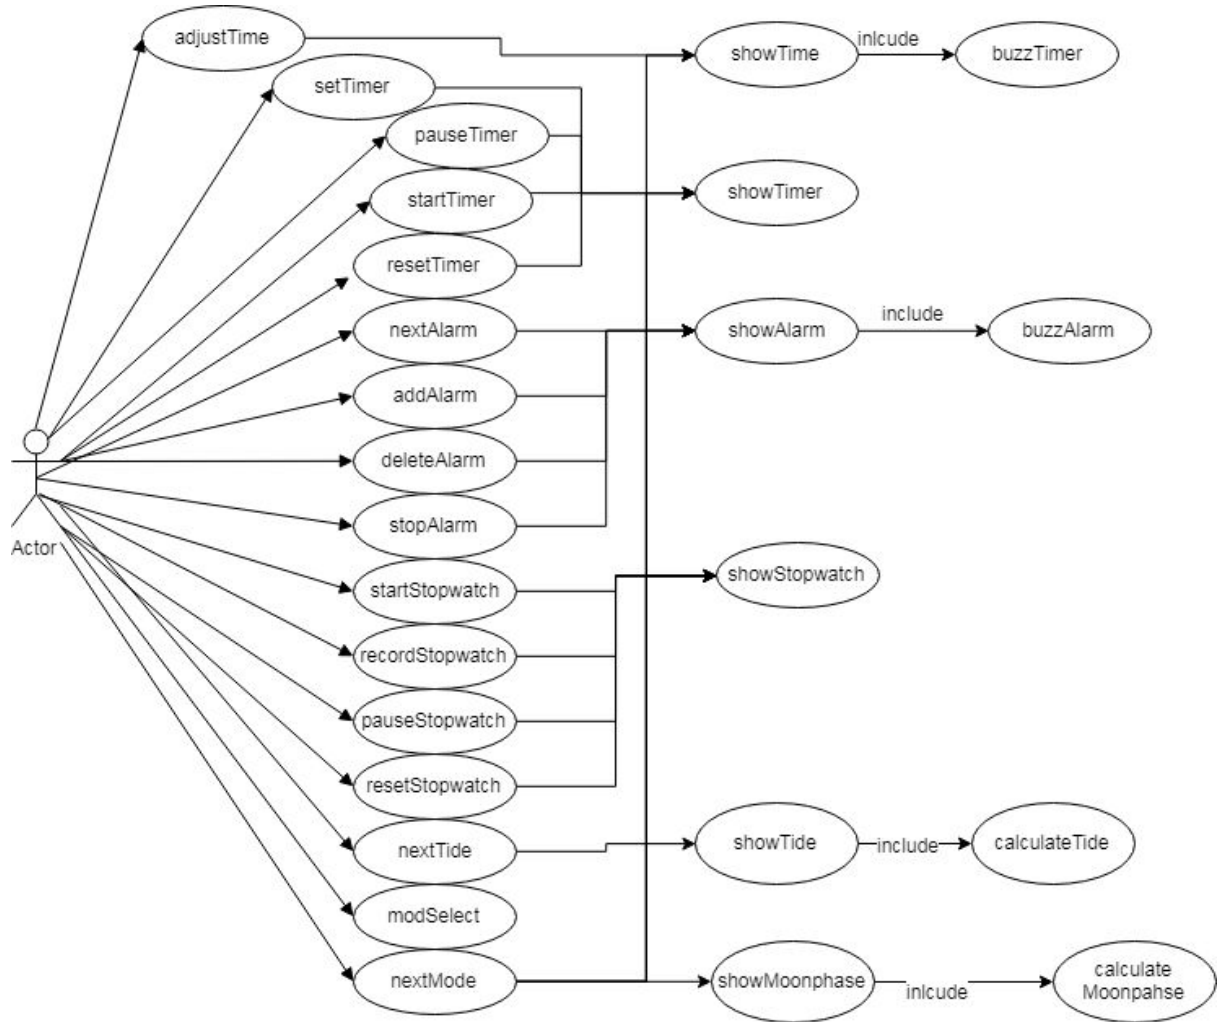 adjustTime
showTime
inlcude
buzzTimer
setTimer
pauseTimer
startTimer
showTimer
resetTimer
nextAlarm
showAlarm
include
buzzAlarm
addAlarm
deleteAlarm
stopAlarm
Actor
startStopwatch
showStopwatch
recordStopwatch
pauseStopwatch
resetStopwatch
nextTide
showTide
include
calculateTide
modSelect
nextMode
showMoonphase
inlcude
calculate
Moonpahse